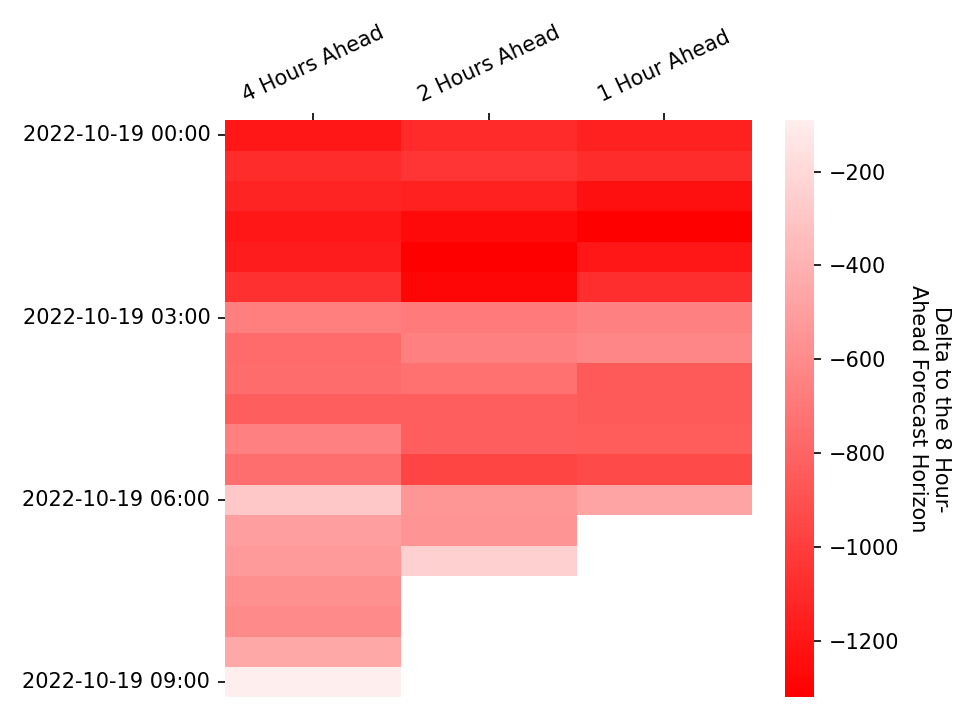 4 Hours Ahead
2 Hours Ahead
1 Hour Ahead
2022-10-19 00:00
2022-10-19 03:00
2022-10-19 06:00
2022-10-19 09:00
−200
−400
−600
−800
−1000
−1200
Delta to the 8 Hour-
Ahead Forecast Horizon